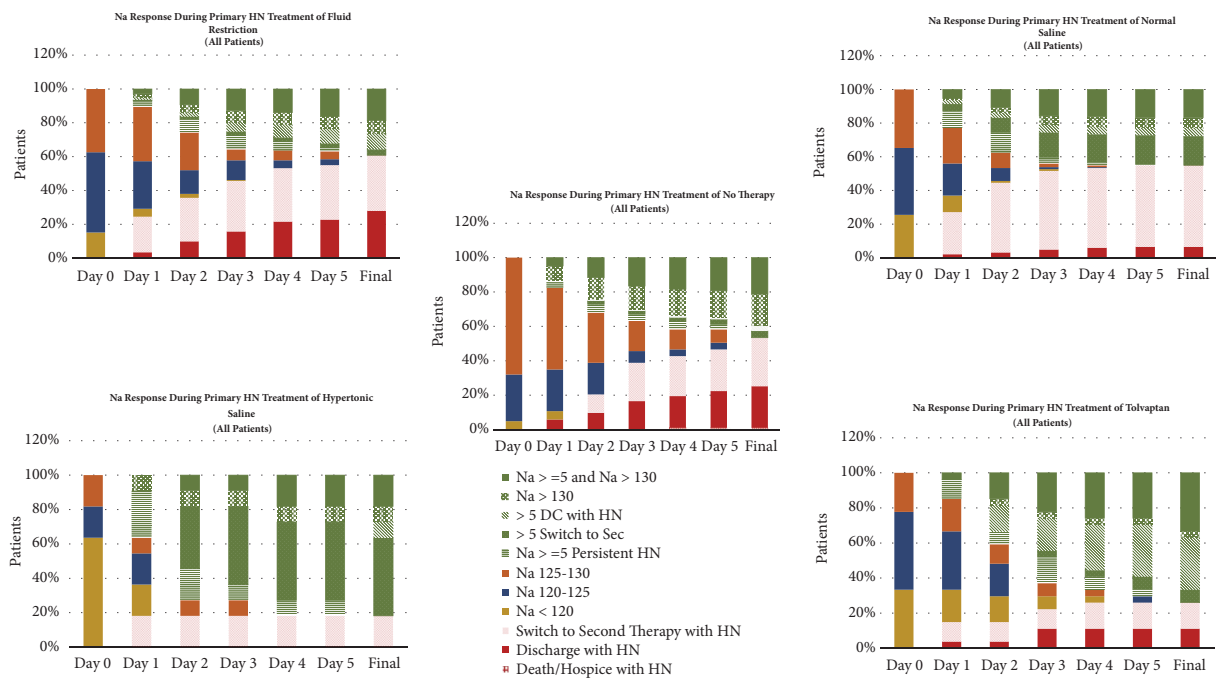 Na Response During Primary HN Treatment of Fluid
Restriction
(All Patients)
120%
100%
80%
60%
40%
20%
0%
Patients
Day 0 Day 1 Day 2 Day 3 Day 4 Day 5 Final
Na Response During Primary HN Treatment of Normal
Saline
(All Patients)
120%
100%
80%
60%
40%
20%
0%
Patients
Day 0 Day 1 Day 2 Day 3 Day 4 Day 5 Final
Na Response During Primary HN Treatment of No Therapy
(All Patients)
120%
100%
80%
60%
40%
20%
0%
Patients
Day 0 Day 1 Day 2 Day 3 Day 4 Day 5 Final
Na Response During Primary HN Treatment of Hypertonic
Saline
(All Patients)
120%
100%
80%
60%
40%
20%
0%
Patients
Day 0 Day 1 Day 2 Day 3 Day 4 Day 5 Final
Na > =5 and Na > 130
Na > 130
> 5 DC with HN
> 5 Switch to Sec
Na > =5 Persistent HN
Na 125-130
Na 120-125
Na < 120
Switch to Second Therapy with HN
Discharge with HN
Death/Hospice with HN
Na Response During Primary HN Treatment of Tolvaptan
(All Patients)
120%
100%
80%
60%
40%
20%
0%
Patients
Day 0 Day 1 Day 2 Day 3 Day 4 Day 5 Final